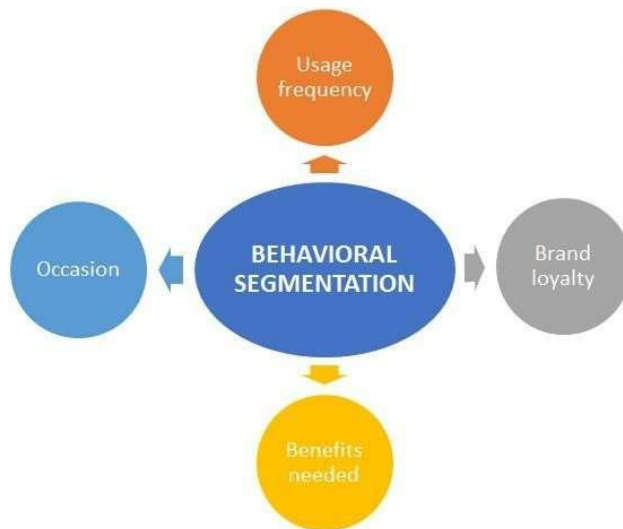 Usage
frequency
Occasion
BEHAVIORAL
SEGMENTATION
Brand
loyalty
Benefits
needed